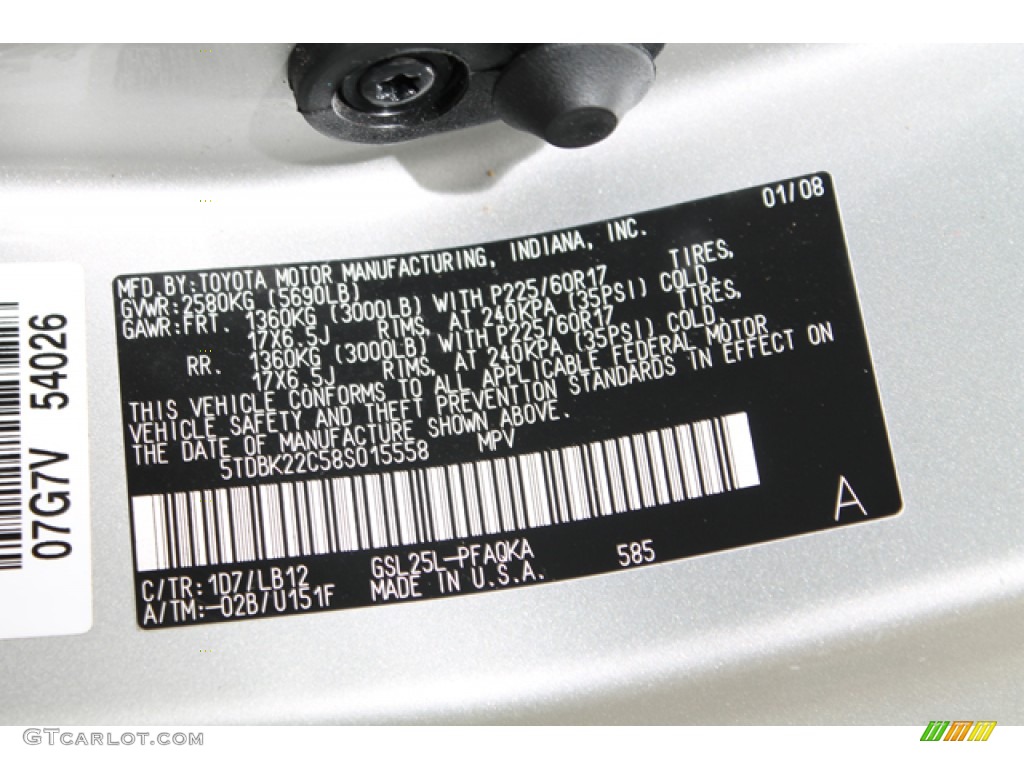 01/08
MFD. BY: TOYOTA MOTOR MANUFACTURING, INDIANA, INC.
GVWR: 2580KG (5690LB)
GAWR: FRT. 1360KG (3000LB) WITH P225/60R17 TIRES,
17X6.5J RIMS, AT 240KPA (35PSI) COLD.
RR. 1360KG (3000LB) WITH P225/60R17 TIRES,
17X6.5J RIMS, AT 240KPA (35PSI) COLD.
THIS VEHICLE CONFORMS TO ALL APPLICABLE FEDERAL MOTOR
VEHICLE SAFETY AND THEFT PREVENTION STANDARDS IN EFFECT ON
THE DATE OF MANUFACTURE SHOWN ABOVE.
5TDBK22C58S015558 MPV
A
C/TR: 1D7/LB12 GSL25L-PFAQKA 585
A/TM:-02B/U151F MADE IN U.S.A.
07G7V 54026
GTCARLOT.COM